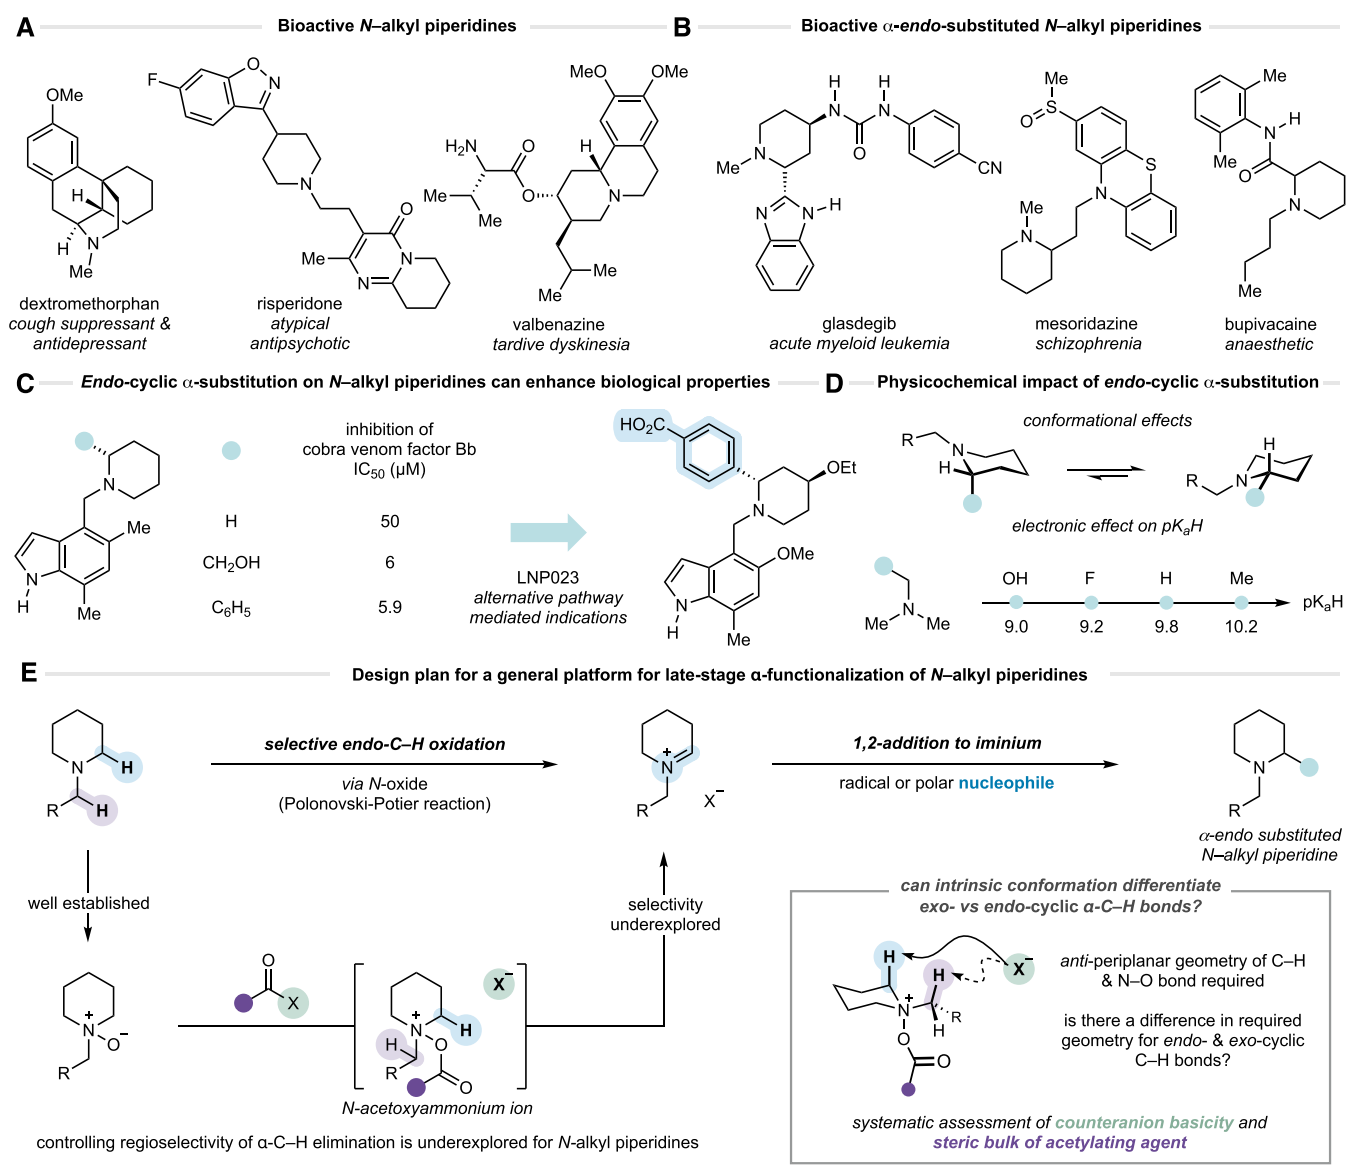 A
Bioactive N–alkyl piperidines
B
Bioactive α-endo-substituted N–alkyl piperidines
OMe
H
H
N
Me
dextromethorphan
cough suppressant &
antidepressant
F
O
N
N
O
Me
N
N
risperidone
atypical
antipsychotic
MeO
OMe
H2N
O
H
Me
O
N
Me
Me
Me
valbenazine
tardive dyskinesia
H
H
N
N
N
O
Me
CN
N
N
H
glasdegib
acute myeloid leukemia
Me
S
O
S
N
Me
N
mesoridazine
schizophrenia
Me
H
N
Me
O
N
Me
bupivacaine
anaesthetic
C
Endo-cyclic α-substitution on N–alkyl piperidines can enhance biological properties
N
Me
N
H
Me
inhibition of
cobra venom factor Bb
IC50 (μM)
H
50
CH2OH
6
C6H5
5.9
LNP023
alternative pathway
mediated indications
HO2C
OEt
N
OMe
N
H
Me
D
Physicochemical impact of endo-cyclic α-substitution
conformational effects
R
N
H
H
R
N
electronic effect on pKaH
N
Me
Me
OH
F
H
Me
pKaH
9.0
9.2
9.8
10.2
E
Design plan for a general platform for late-stage α-functionalization of N–alkyl piperidines
N
H
R
H
selective endo-C–H oxidation
via N-oxide
(Polonovski-Potier reaction)
+
N
R
X−
1,2-addition to iminium
radical or polar nucleophile
N
R
α-endo substituted
N–alkyl piperidine
well established
selectivity
underexplored
+
N
O−
R
O
X
+
N
H
H
O
R
O
X−
N-acetoxyammonium ion
controlling regioselectivity of α-C–H elimination is underexplored for N-alkyl piperidines
can intrinsic conformation differentiate
exo- vs endo-cyclic α-C–H bonds?
H
H
X−
+
N
R
H
O
O
anti-periplanar geometry of C–H
& N–O bond required
is there a difference in required
geometry for endo- & exo-cyclic
C–H bonds?
systematic assessment of counteranion basicity and
steric bulk of acetylating agent